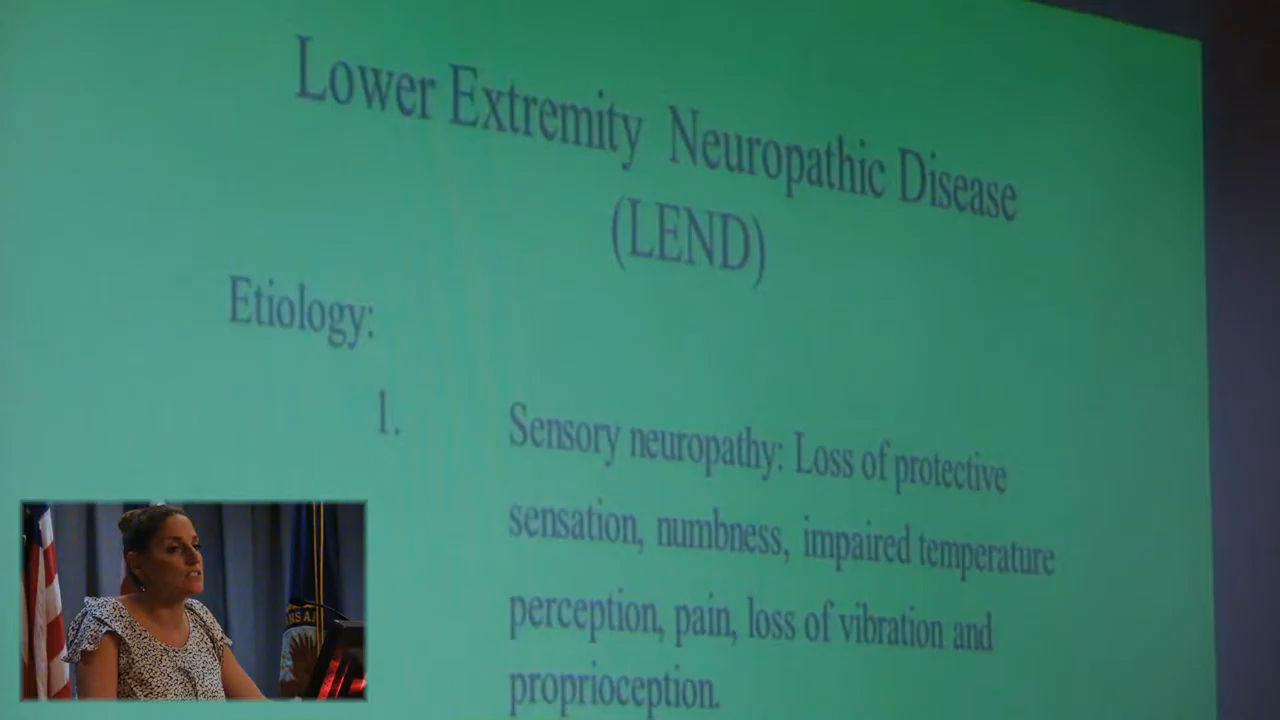 Lower Extremity Neuropathic Disease
(LEND)
Etiology:
1. Sensory neuropathy: Loss of protective
sensation, numbness, impaired temperature
perception, pain, loss of vibration and
proprioception.